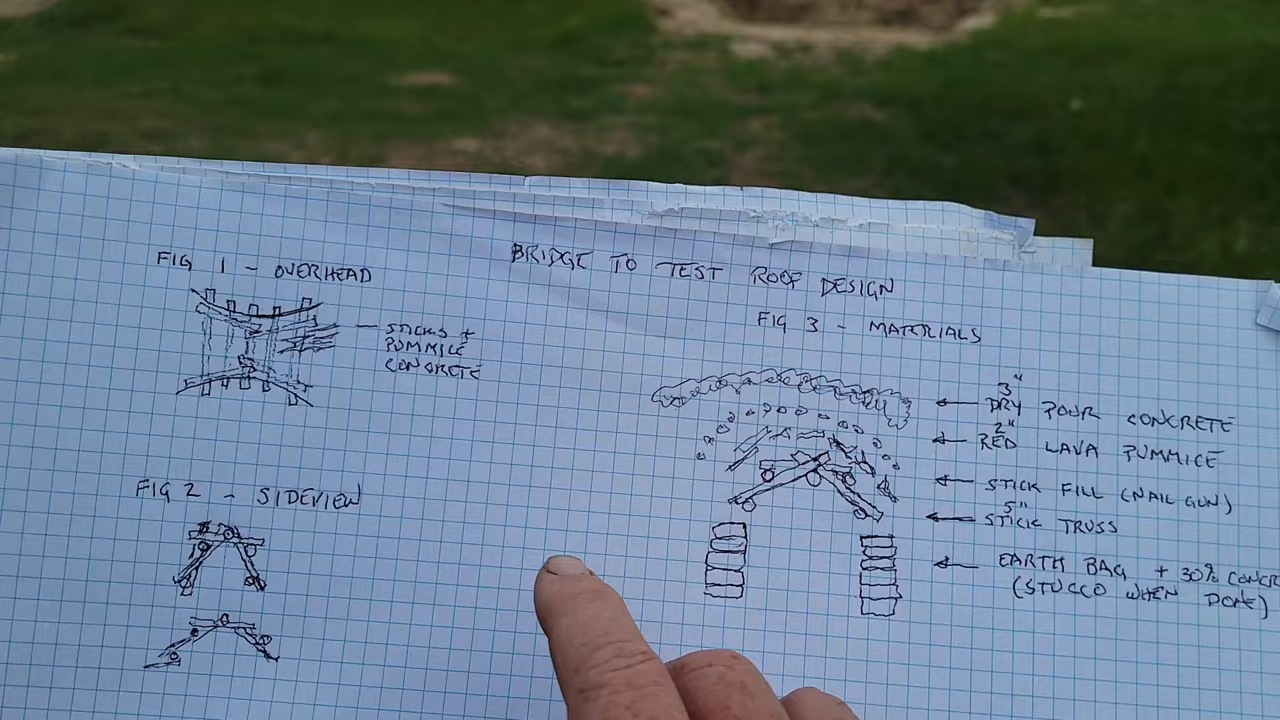 BRIDGE TO TEST ROOF DESIGN
FIG 1 - OVERHEAD
STICKS +
PUMMICE
CONCRETE
FIG 2 - SIDEVIEW
FIG 3 - MATERIALS
3"
DRY POUR CONCRETE
2"
RED LAVA PUMMICE
STICK FILL (NAIL GUN)
5"
STICK TRUSS
EARTH BAG + 30% CONCR
(STUCCO WHEN DONE)